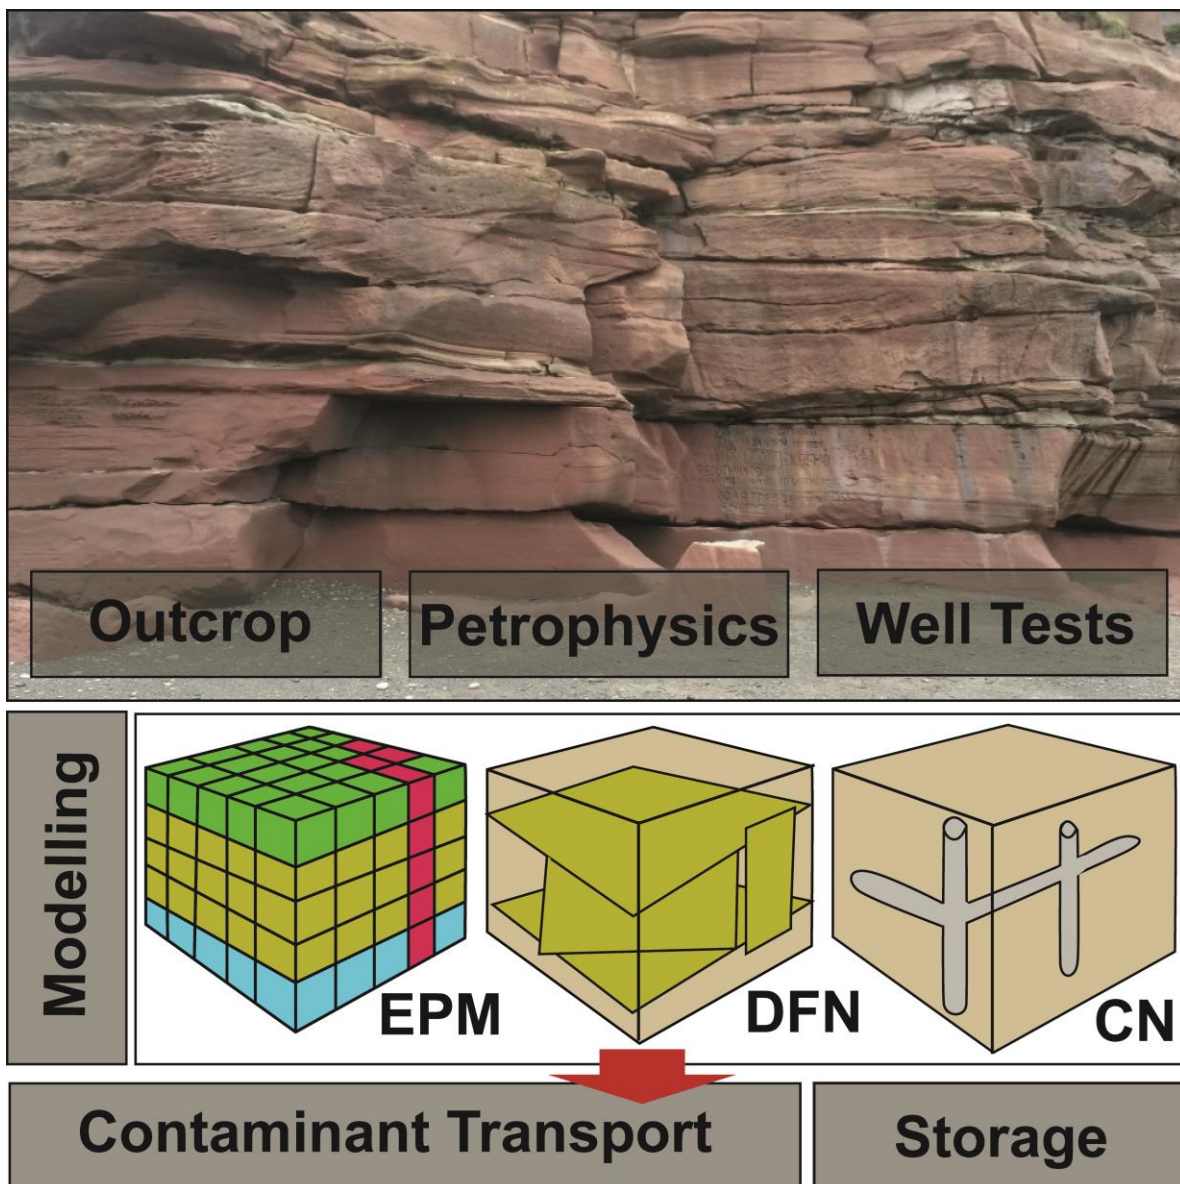 Outcrop
Petrophysics
Well Tests
Modelling
EPM
DFN
CN
Contaminant Transport
Storage